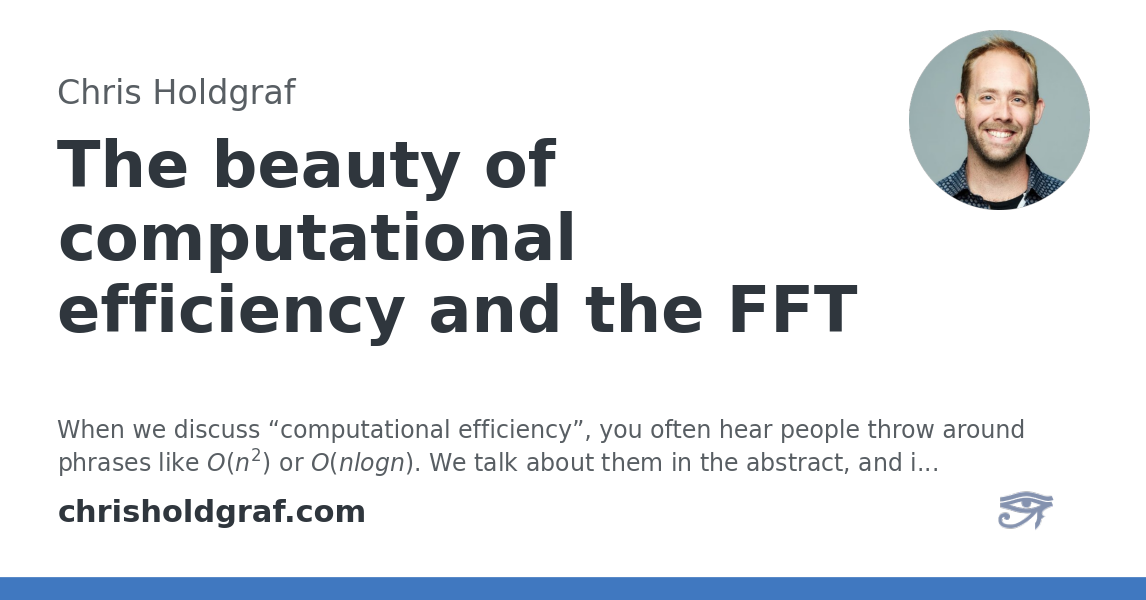 Chris Holdgraf
The beauty of
computational
efficiency and the FFT
When we discuss “computational efficiency”, you often hear people throw around
phrases like O(n²) or O(nlogn). We talk about them in the abstract, and i...
chrisholdgraf.com